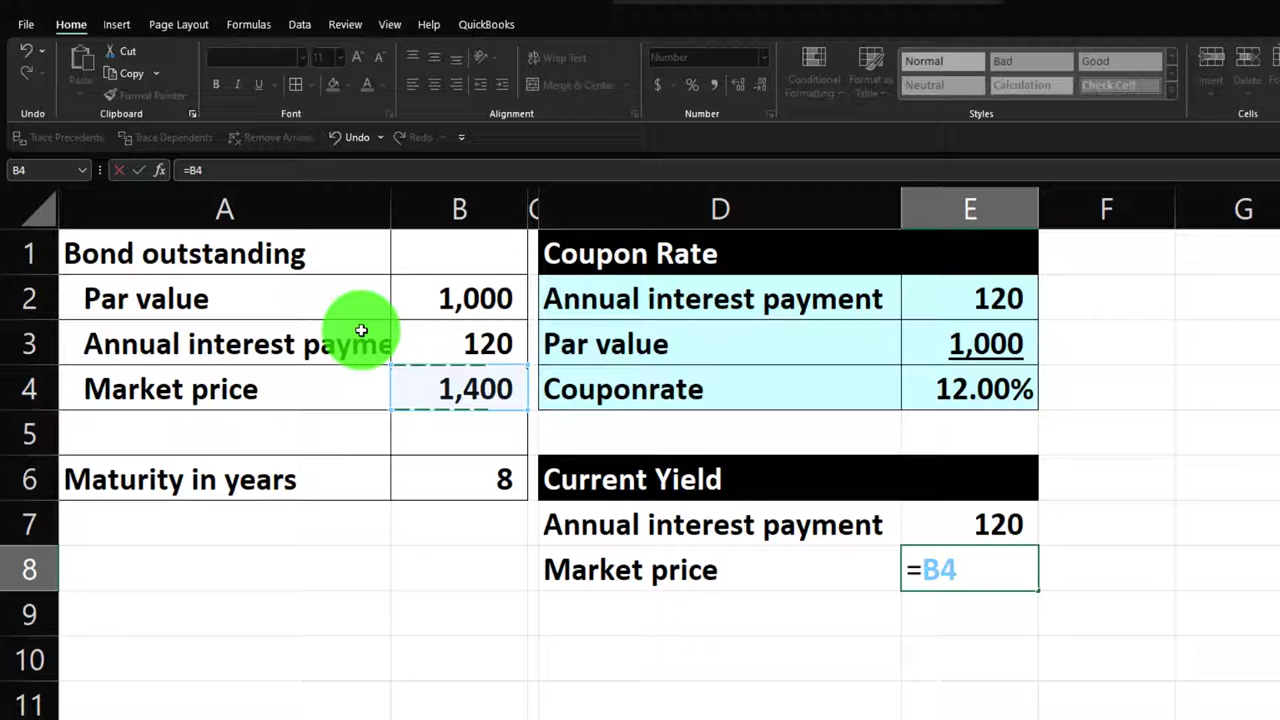 File Home Insert Page Layout Formulas Data Review View Help QuickBooks
Cut
Copy
Format Painter
Paste
11
Wrap Text
Merge & Center
Number
Conditional Formatting
Format as Table
Normal Bad Good
Neutral Calculation Check Cell
Insert Delete
Undo Clipboard Font Alignment Number Styles Cells
Trace Precedents Trace Dependents Remove Arrows Undo Redo
B4 fx =B4
A B C D E F G
1 Bond outstanding Coupon Rate
2 Par value 1,000 Annual interest payment 120
3 Annual interest payme 120 Par value 1,000
4 Market price 1,400 Couponrate 12.00%
5
6 Maturity in years 8 Current Yield
7 Annual interest payment 120
8 Market price =B4
9
10
11